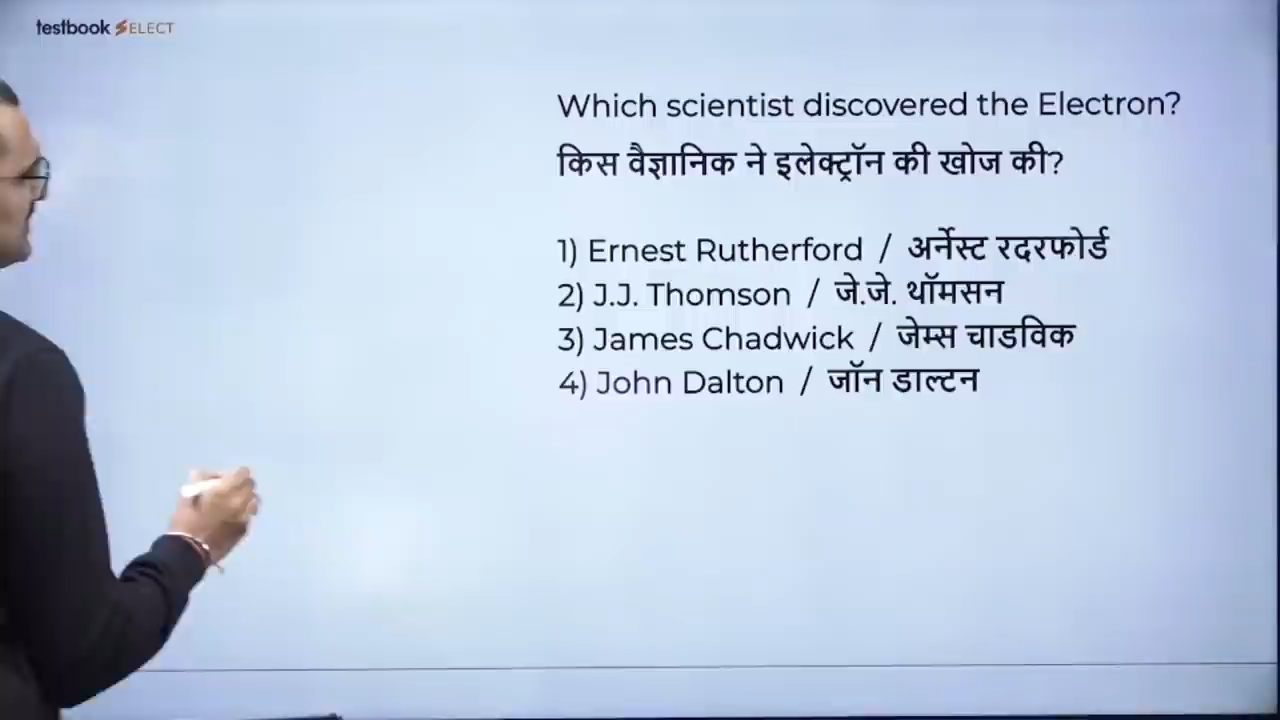 testbook SELECT
Which scientist discovered the Electron?
किस वैज्ञानिक ने इलेक्ट्रॉन की खोज की?
1) Ernest Rutherford / अर्नेस्ट रदरफोर्ड
2) J.J. Thomson / जे.जे. थॉमसन
3) James Chadwick / जेम्स चाडविक
4) John Dalton / जॉन डाल्टन